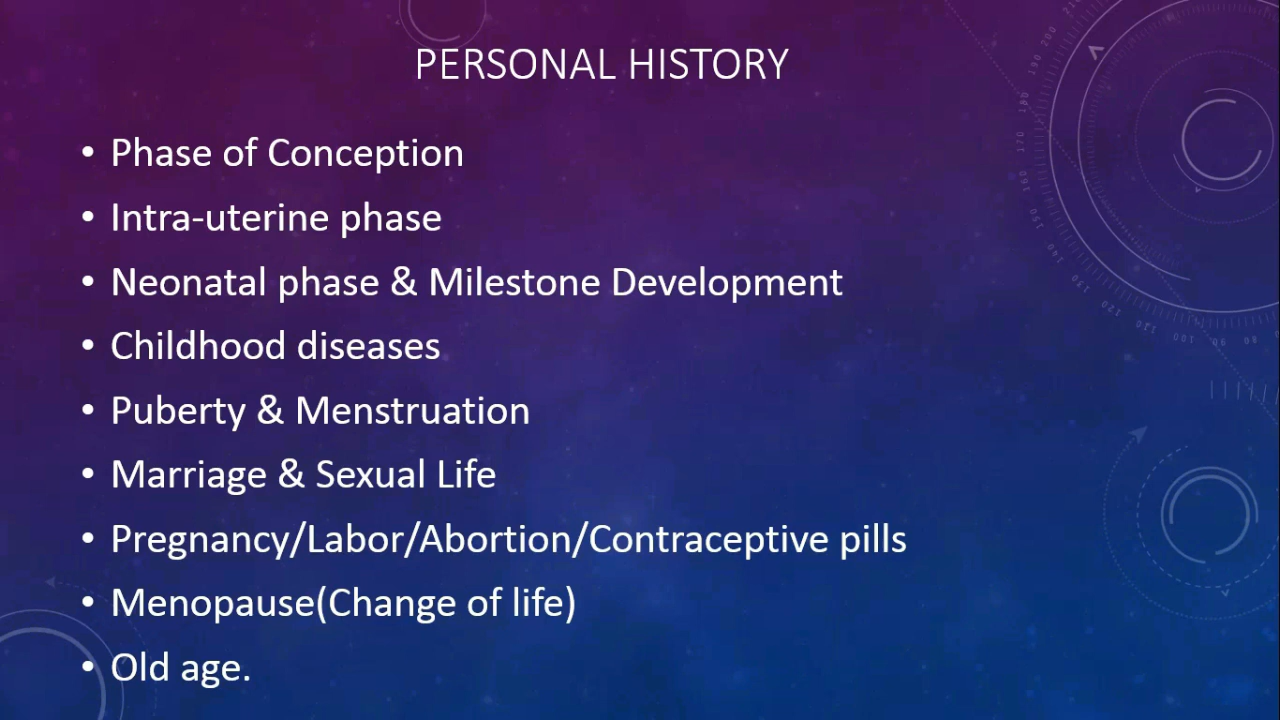 PERSONAL HISTORY
• Phase of Conception
• Intra-uterine phase
• Neonatal phase & Milestone Development
• Childhood diseases
• Puberty & Menstruation
• Marriage & Sexual Life
• Pregnancy/Labor/Abortion/Contraceptive pills
• Menopause(Change of life)
• Old age.